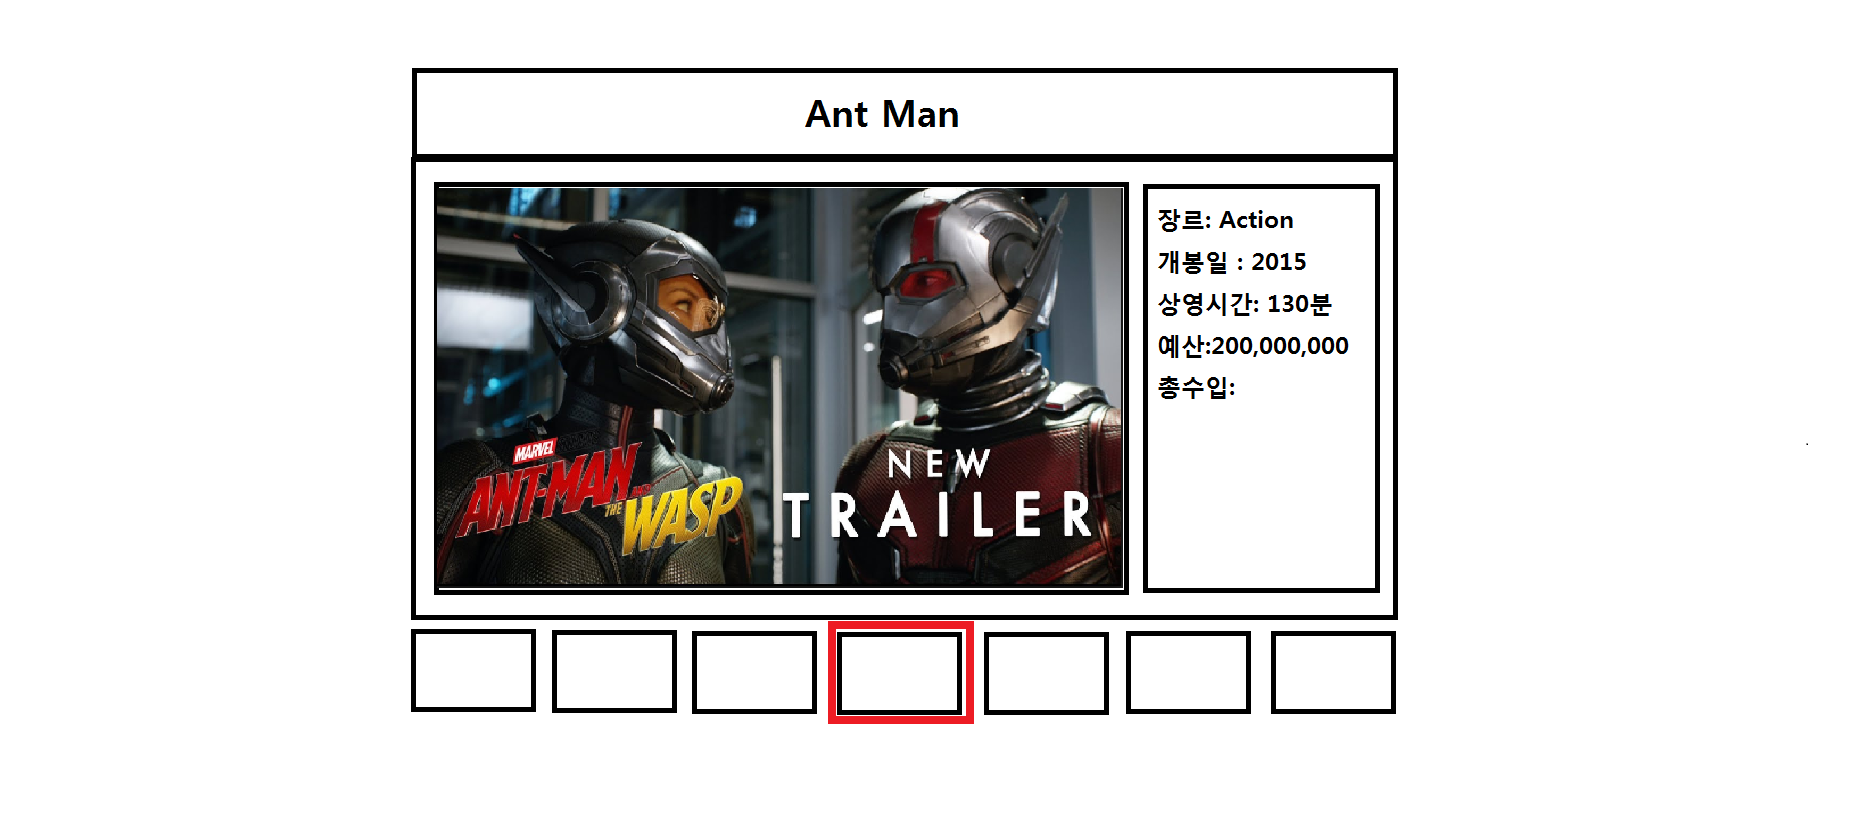 Ant Man
장르: Action
개봉일 : 2015
상영시간: 130분
예산:200,000,000
총수입:
MARVEL
ANT-MAN AND
THE WASP
NEW
TRAILER